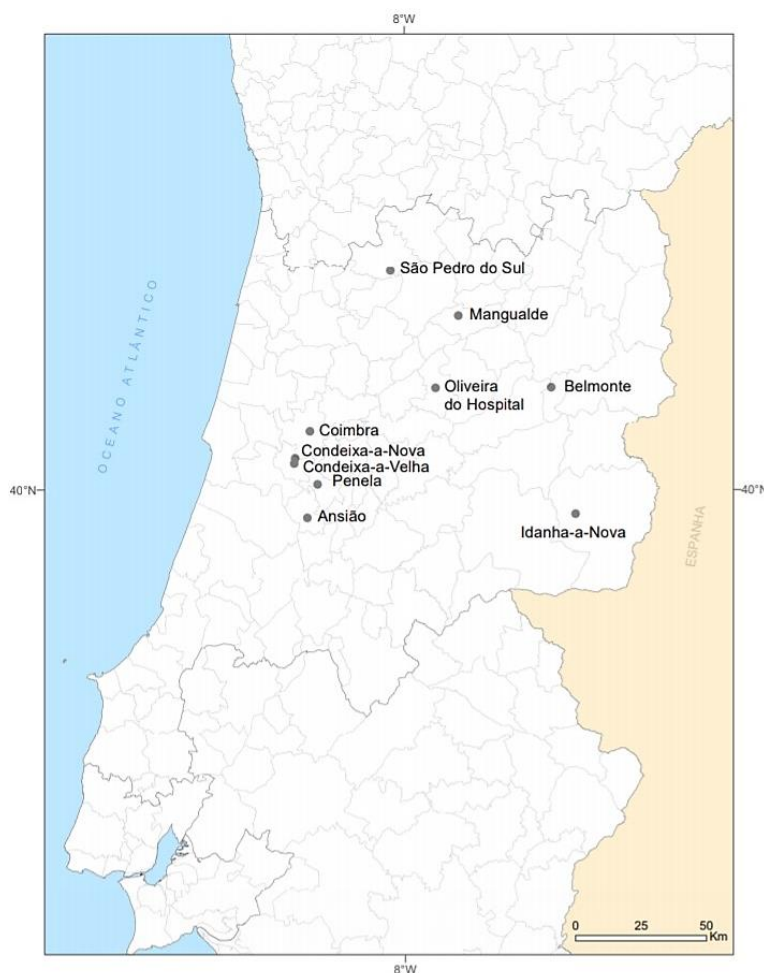 8°W
São Pedro do Sul
Mangualde
OCEANO ATLÂNTICO
Oliveira
do Hospital
Belmonte
Coimbra
Condeixa-a-Nova
Condeixa-a-Velha
Penela
40°N
40°N
Ansião
Idanha-a-Nova
ESPANHA
0 25 50
Km
8°W